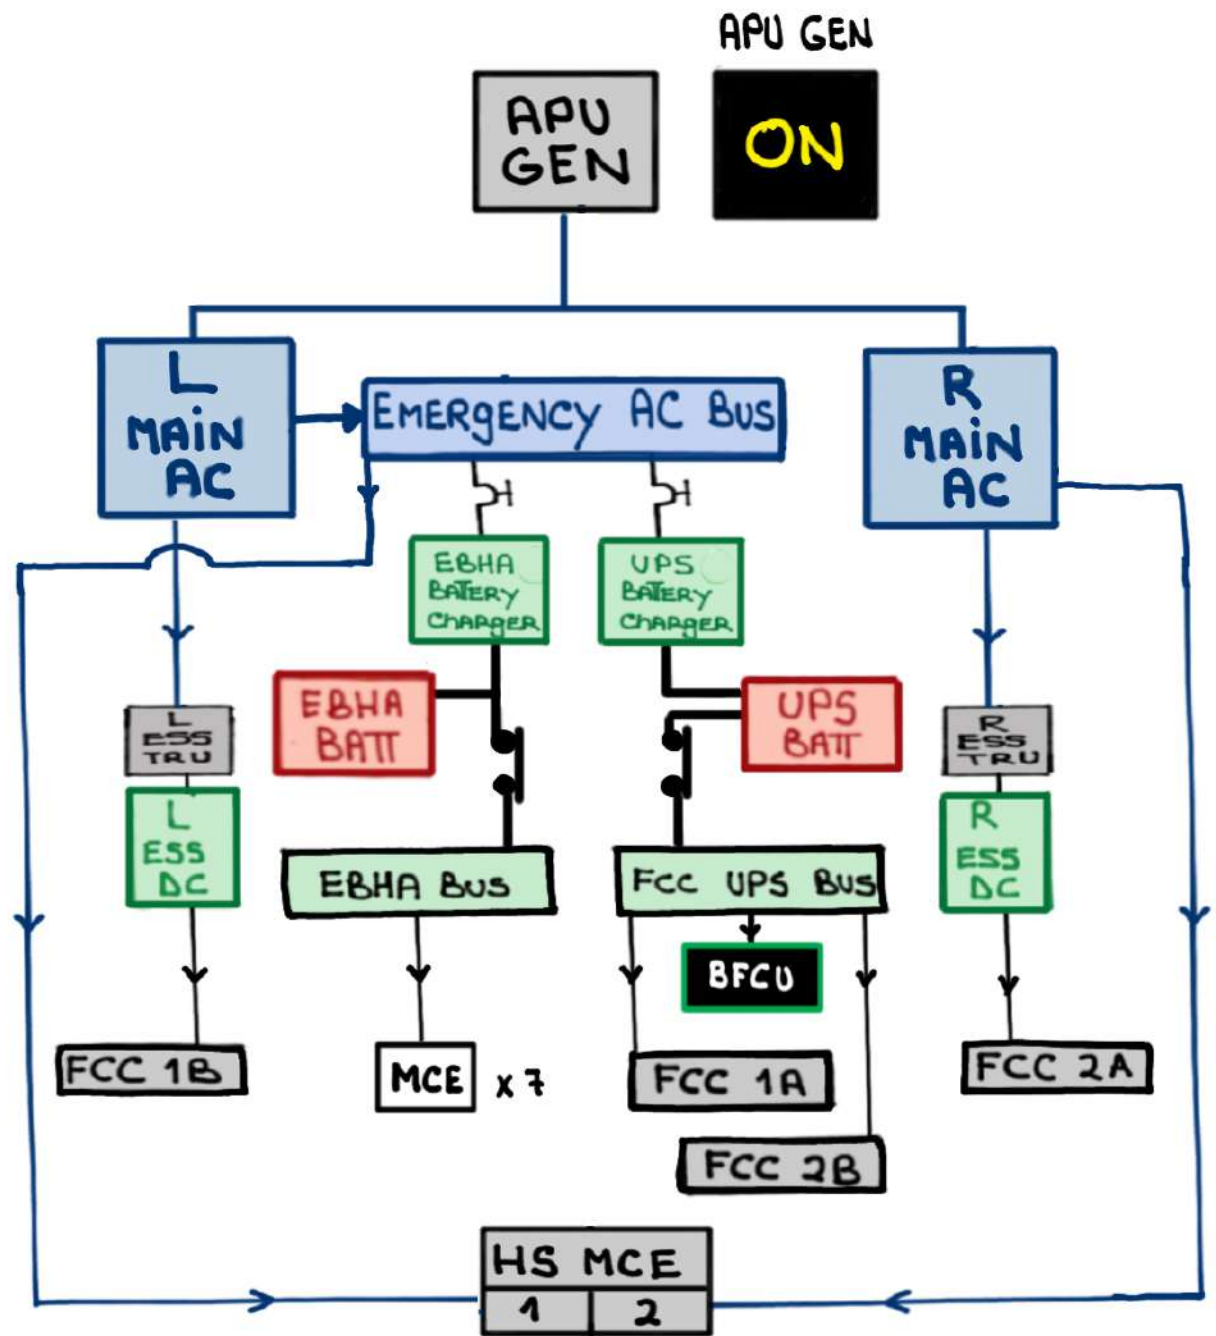 APU GEN
APU
GEN
ON
L
MAIN
AC
EMERGENCY AC BUS
R
MAIN
AC
EBHA
BATERY
CHARGER
UPS
BATERY
CHARGER
EBHA
BATT
UPS
BATT
L
ESS
TRU
R
ESS
TRU
L
ESS
DC
EBHA BUS
FCC UPS BUS
R
ESS
DC
BFCU
FCC 1B
MCE x7
FCC 1A
FCC 2A
FCC 2B
HS MCE
1 2